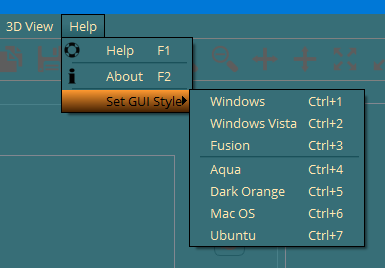 3D View Help
Help F1
About F2
Set GUI Style
Windows Ctrl+1
Windows Vista Ctrl+2
Fusion Ctrl+3
Aqua Ctrl+4
Dark Orange Ctrl+5
Mac OS Ctrl+6
Ubuntu Ctrl+7